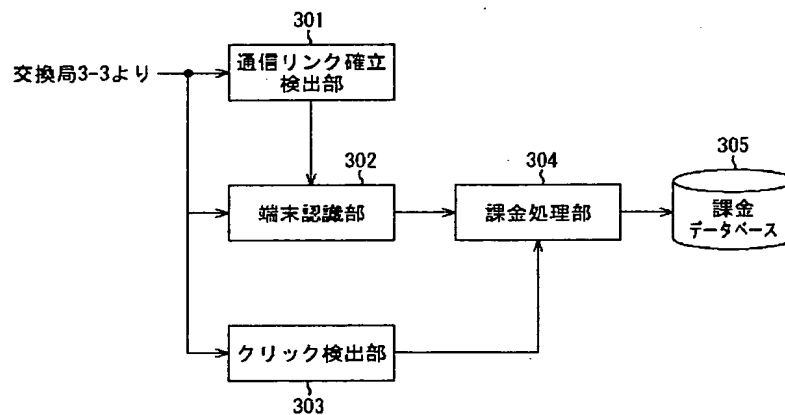 301
通信リンク確立
検出部
交換局3-3より
302
端末認識部
304
課金処理部
305
課金
データベース
クリック検出部
303